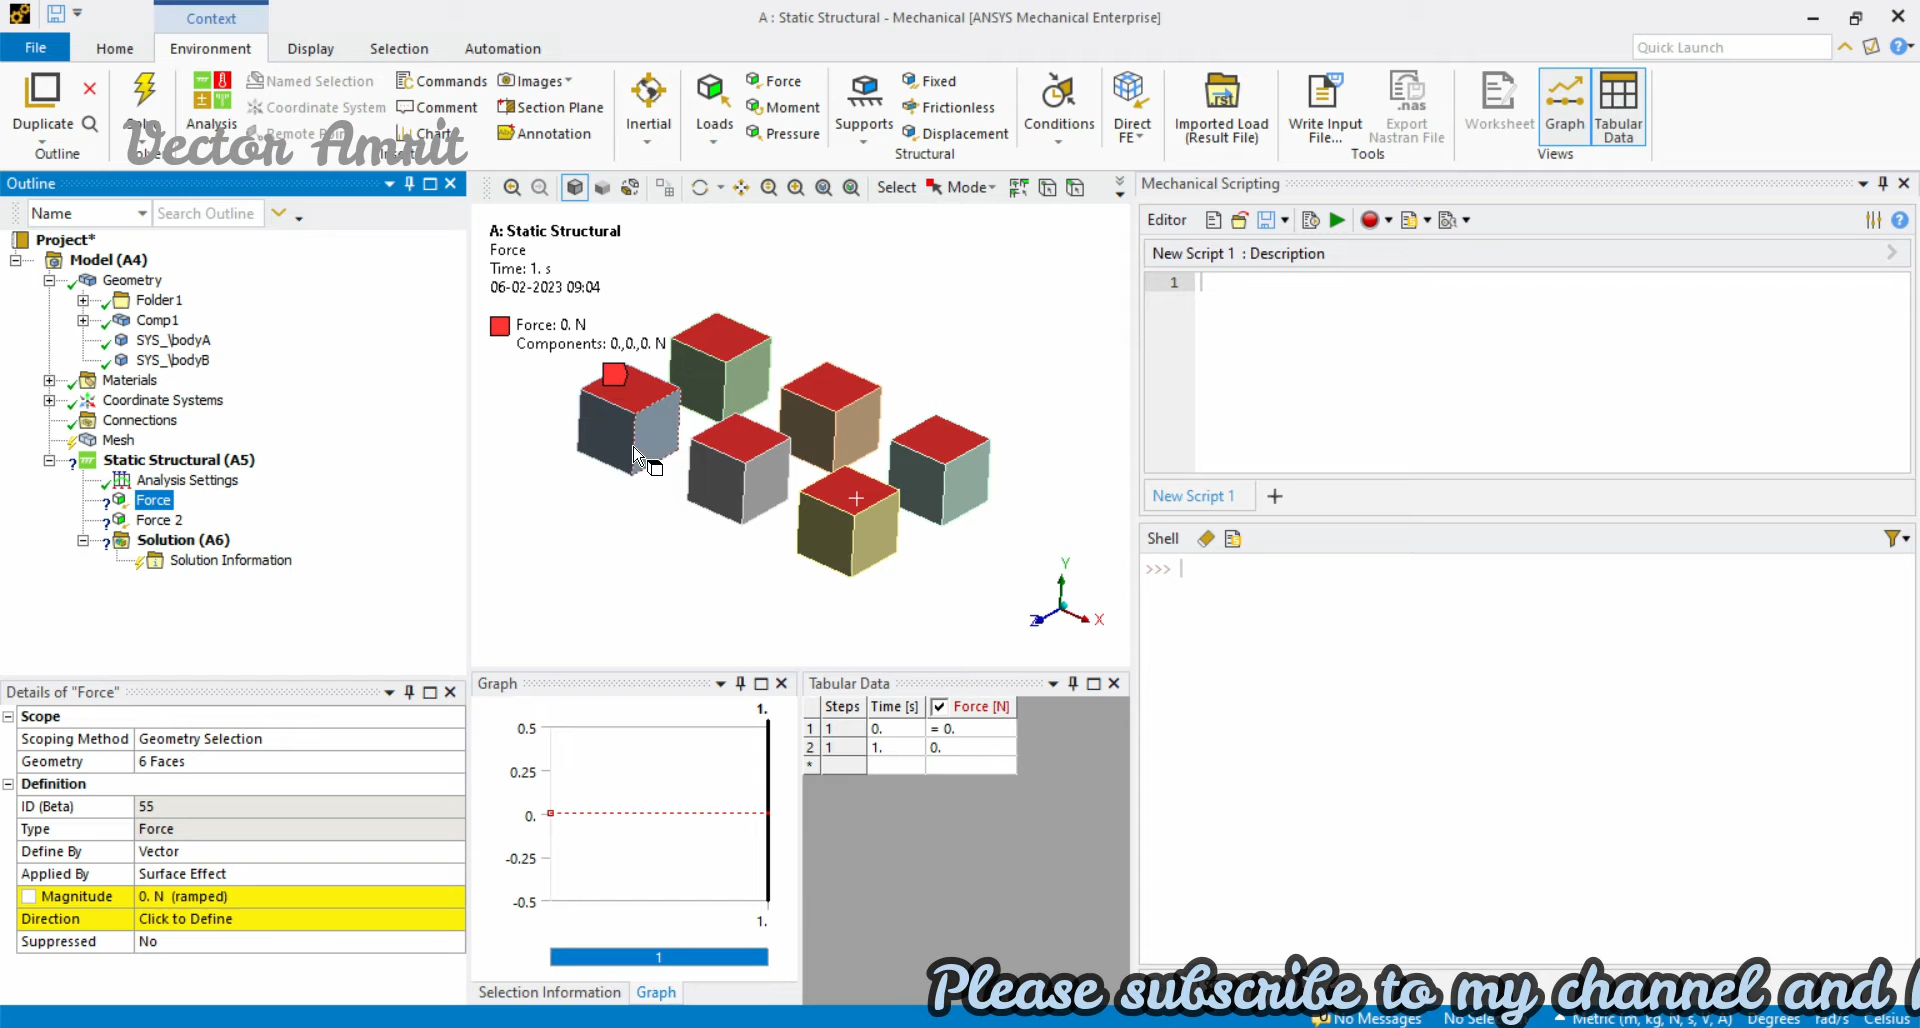 Context
A : Static Structural - Mechanical [ANSYS Mechanical Enterprise]
File Home Environment Display Selection Automation
Quick Launch
Duplicate
Outline
Analysis
Named Selection
Coordinate System
Remote
Commands
Comment
Chart
Images
Section Plane
Annotation
Vector Amrit
Inertial
Loads
Force
Moment
Pressure
Supports
Fixed
Frictionless
Displacement
Structural
Conditions
Direct
FE
Imported Load
(Result File)
Write Input
File...
Export
Nastran File
.nas
.rst
Tools
Worksheet
Graph
Tabular
Data
Views
Outline
Name
Search Outline
Project*
Model (A4)
Geometry
Folder1
Comp1
SYS_\bodyA
SYS_\bodyB
Materials
Coordinate Systems
Connections
Mesh
Static Structural (A5)
Analysis Settings
Force
Force 2
Solution (A6)
Solution Information
Select
Mode
A: Static Structural
Force
Time: 1. s
06-02-2023 09:04
Force: 0. N
Components: 0.,0.,0. N
Y
Z
X
Mechanical Scripting
Editor
New Script 1 : Description
1
New Script 1
+
Shell
>>>
Details of "Force"
Scope
Scoping Method Geometry Selection
Geometry 6 Faces
Definition
ID (Beta) 55
Type Force
Define By Vector
Applied By Surface Effect
Magnitude 0. N (ramped)
Direction Click to Define
Suppressed No
Graph
1.
0.5
0.25
0.
-0.25
-0.5
1.
1
Selection Information
Graph
Tabular Data
Steps Time [s] Force [N]
1 1 0. = 0.
2 1 1. 0.
*
Please subscribe to my channel and
No Messages No Sele Metric (m, kg, N, s, V, A) Degrees rad/s Celsius